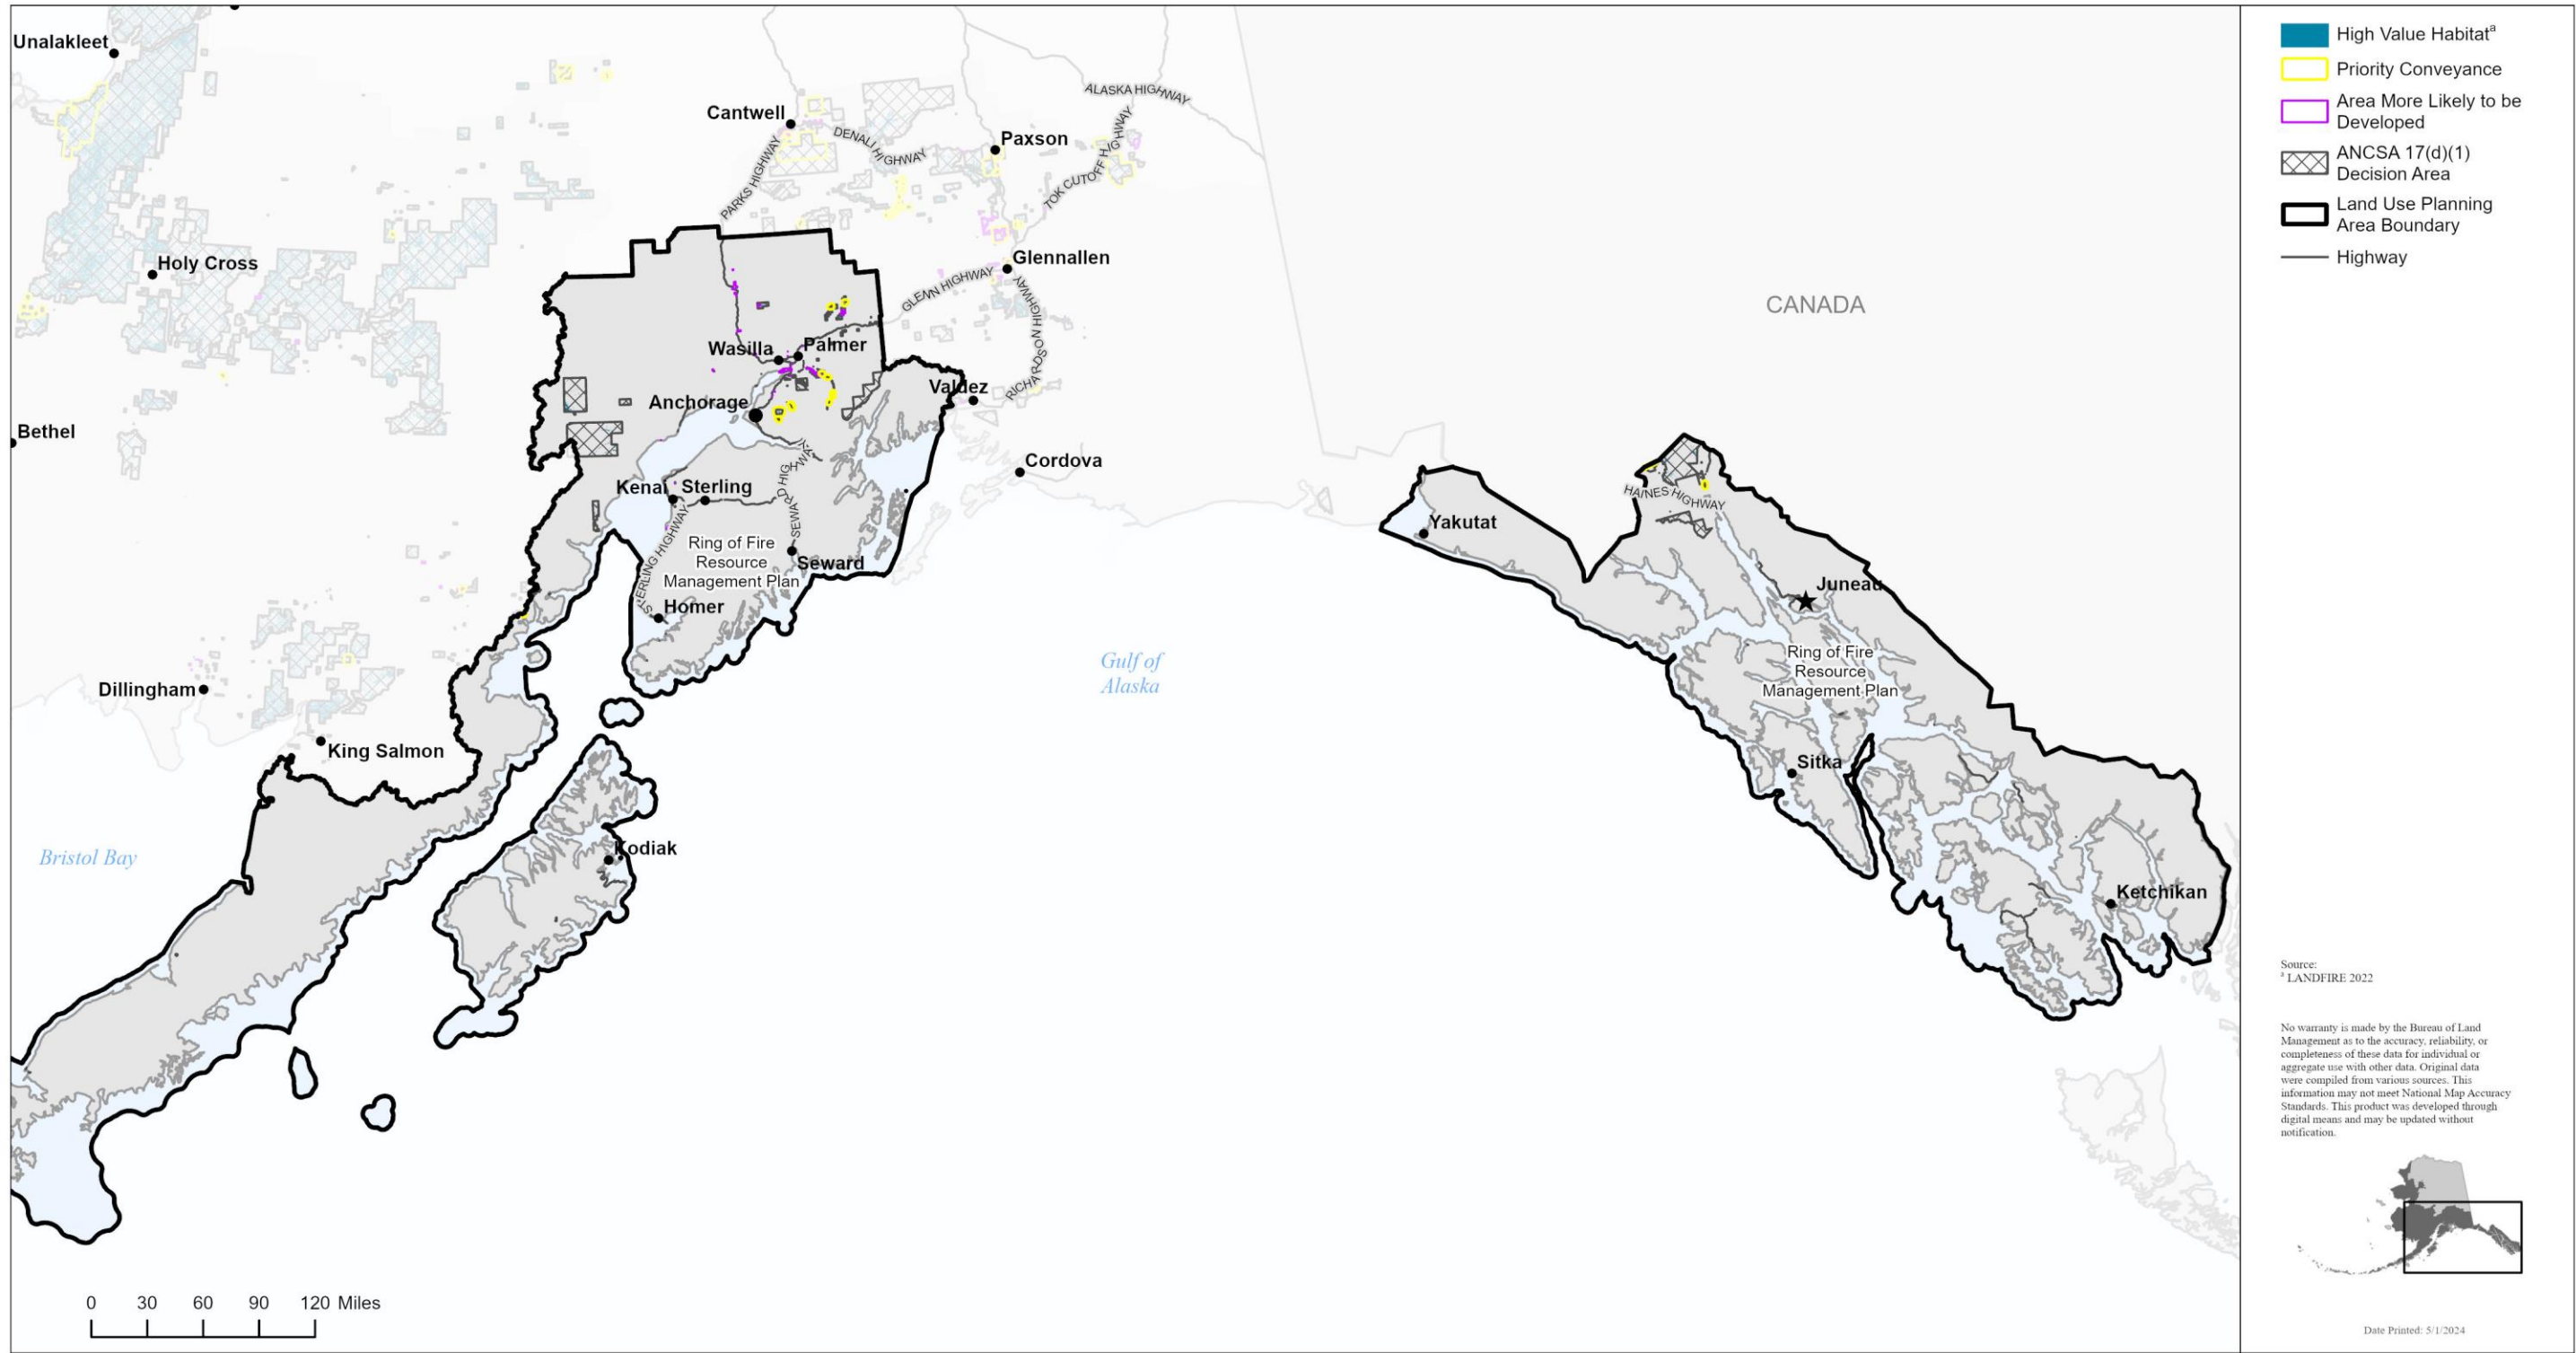 Unalakleet
Cantwell
ALASKA HIGHWAY
DENALI HIGHWAY
Paxson
PARKS HIGHWAY
TOK CUTOFF HIGHWAY
Holy Cross
Glennallen
GLENN HIGHWAY
RICHARDSON HIGHWAY
CANADA
Wasilla
Palmer
Valdez
Anchorage
Bethel
Cordova
Kenai
Sterling
SEWARD HIGHWAY
STERLING HIGHWAY
Ring of Fire
Resource
Management Plan
Seward
Homer
HAINES HIGHWAY
Yakutat
Juneau
Gulf of
Alaska
Ring of Fire
Resource
Management Plan
Dillingham
King Salmon
Sitka
Bristol Bay
Kodiak
Ketchikan
0 30 60 90 120 Miles
High Value Habitatª
Priority Conveyance
Area More Likely to be
Developed
ANCSA 17(d)(1)
Decision Area
Land Use Planning
Area Boundary
Highway
Source:
ª LANDFIRE 2022
No warranty is made by the Bureau of Land
Management as to the accuracy, reliability, or
completeness of these data for individual or
aggregate use with other data. Original data
were compiled from various sources. This
information may not meet National Map Accuracy
Standards. This product was developed through
digital means and may be updated without
notification.
Date Printed: 5/1/2024